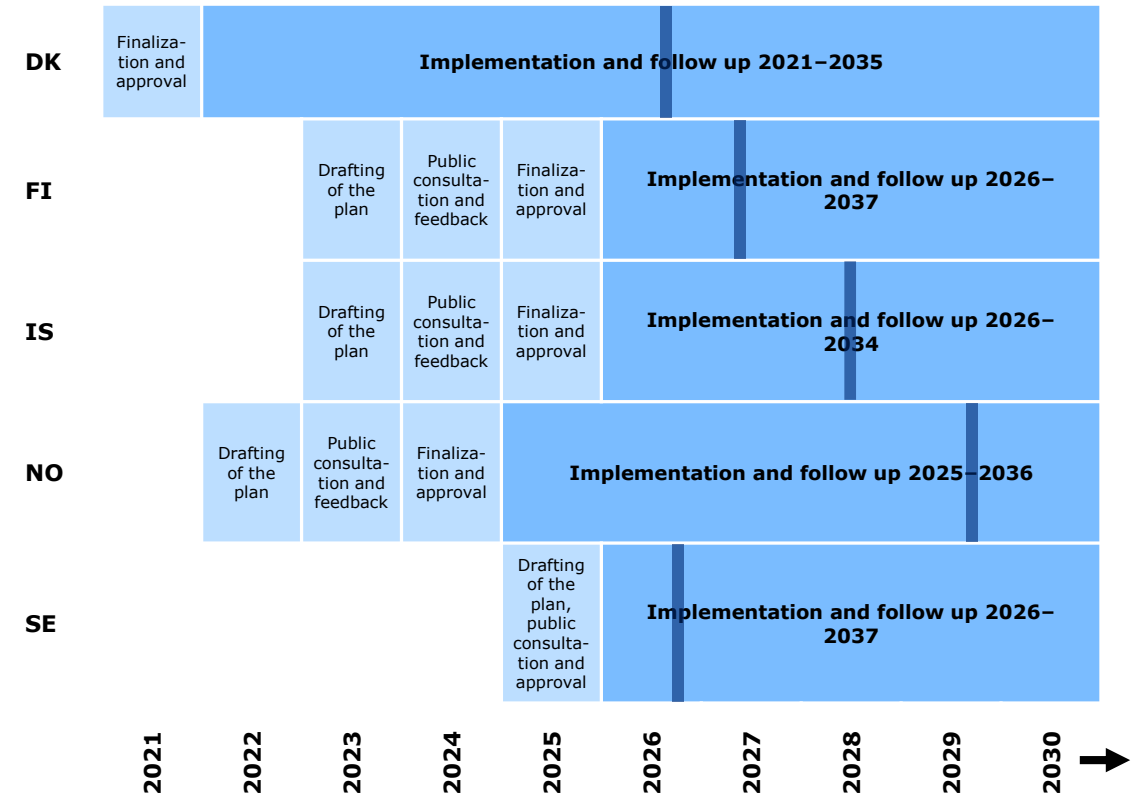 DK
Finaliza-
tion and
approval
Implementation and follow up 2021–2035
FI
Drafting
of the
plan
Public
consulta-
tion and
feedback
Finaliza-
tion and
approval
Implementation and follow up 2026–
2037
IS
Drafting
of the
plan
Public
consulta-
tion and
feedback
Finaliza-
tion and
approval
Implementation and follow up 2026–
2034
NO
Drafting
of the
plan
Public
consulta-
tion and
feedback
Finaliza-
tion and
approval
Implementation and follow up 2025–2036
SE
Drafting
of the
plan,
public
consulta-
tion and
approval
Implementation and follow up 2026–
2037
2021
2022
2023
2024
2025
2026
2027
2028
2029
2030